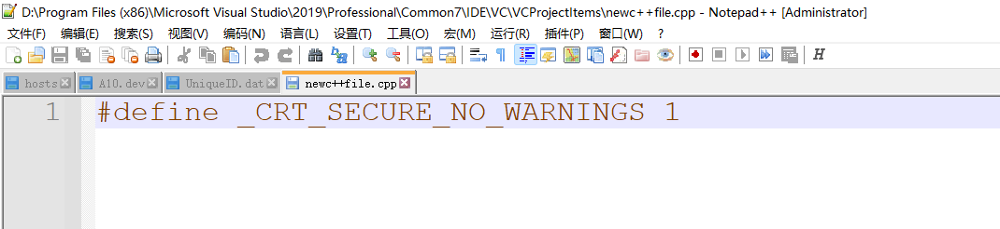 D:\Program Files (x86)\Microsoft Visual Studio\2019\Professional\Common7\IDE\VC\VCProjectItems\newc++file.cpp - Notepad++ [Administrator]
文件(F) 编辑(E) 搜索(S) 视图(V) 编码(N) 语言(L) 设置(T) 工具(O) 宏(M) 运行(R) 插件(P) 窗口(W) ?
hosts A10.dev UniqueID.dat newc++file.cpp
1 #define _CRT_SECURE_NO_WARNINGS 1